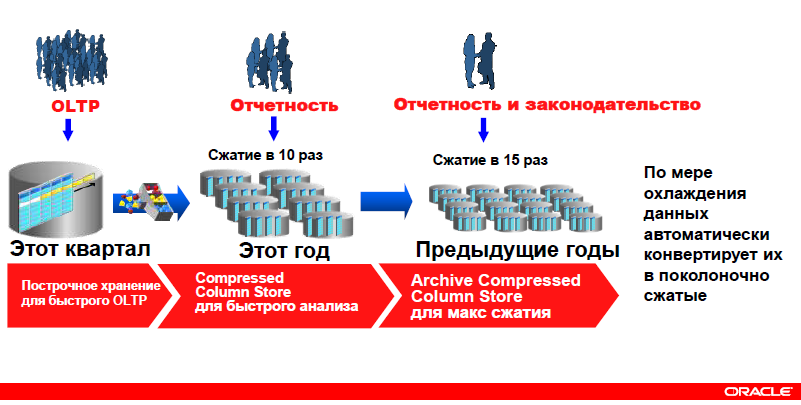 OLTP
Отчетность
Отчетность и законодательство
Сжатие в 10 раз
Сжатие в 15 раз
Этот квартал
Этот год
Предыдущие годы
Построчное хранение
для быстрого OLTP
Compressed
Column Store
для быстрого анализа
Archive Compressed
Column Store
для макс сжатия
По мере
охлаждения
данных
автоматически
конвертирует их
в поколоночно
сжатые
ORACLE